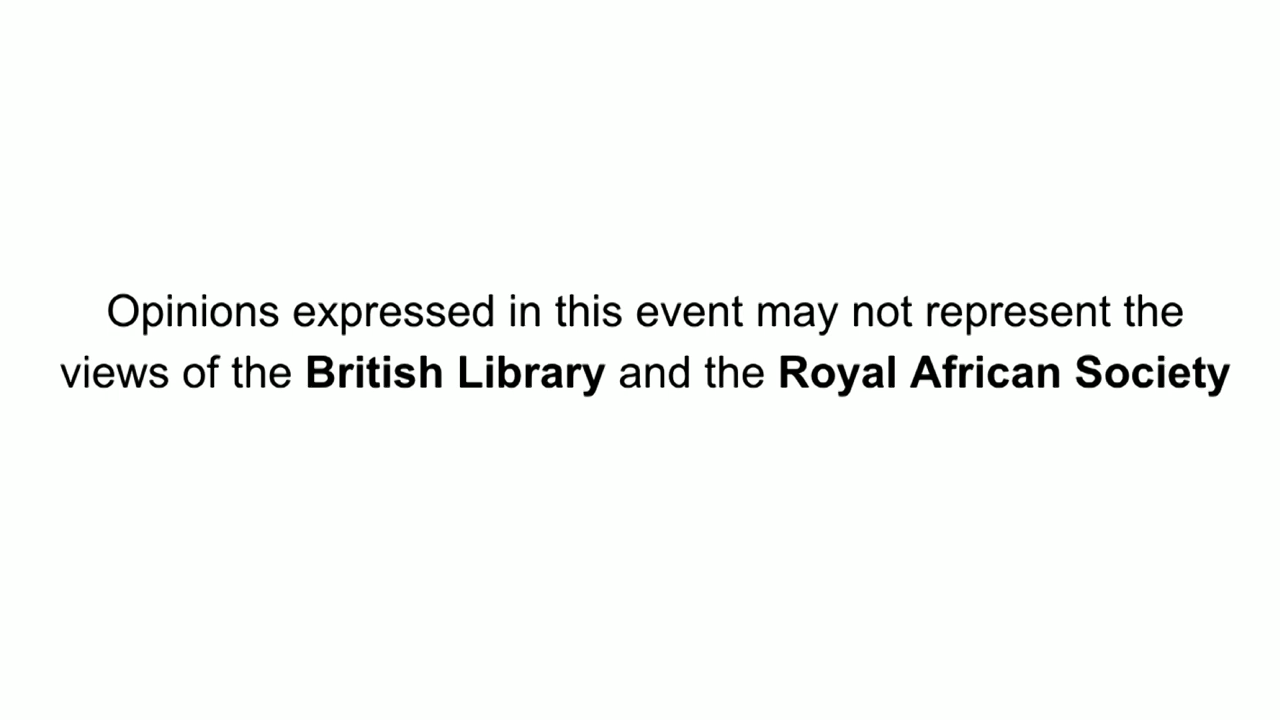 Opinions expressed in this event may not represent the
views of the British Library and the Royal African Society